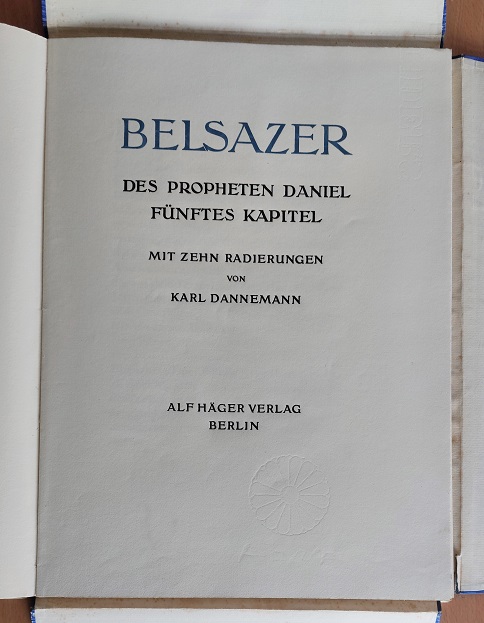 BELSAZER
DES PROPHETEN DANIEL
FÜNFTES KAPITEL
MIT ZEHN RADIERUNGEN
VON
KARL DANNEMANN
ALF HÄGER VERLAG
BERLIN